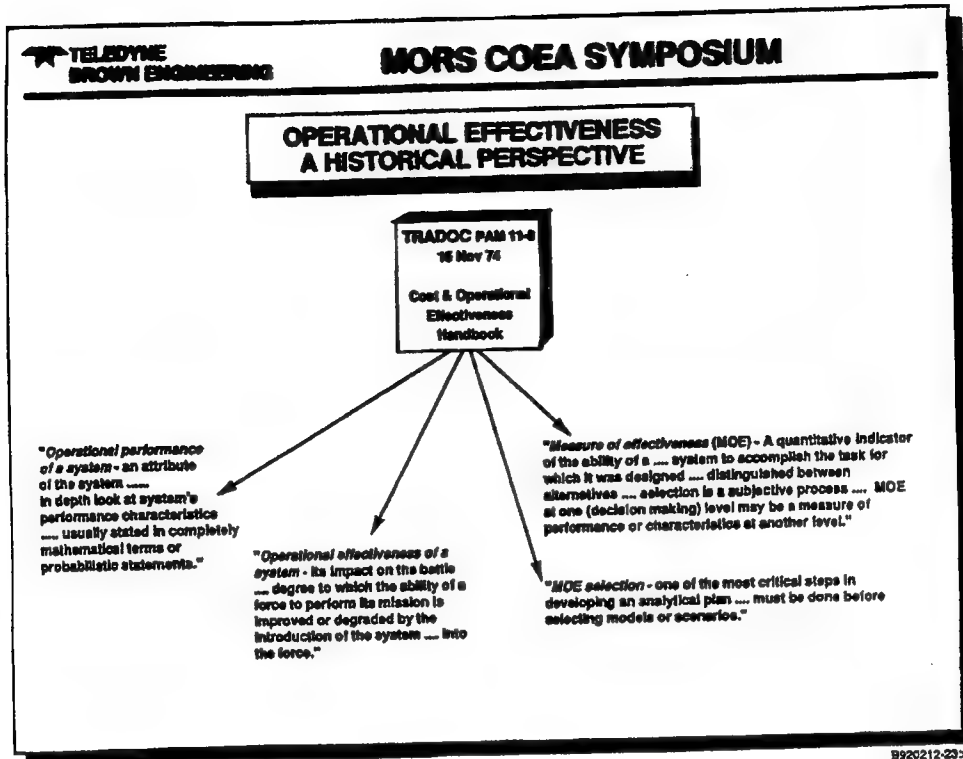 TELEDYNE
BROWN ENGINEERING
MORS COEA SYMPOSIUM
OPERATIONAL EFFECTIVENESS
A HISTORICAL PERSPECTIVE
TRADOC PAM 11-8
15 Nov 74
Cost & Operational
Effectiveness
Handbook
"Operational performance
of a system - an attribute
of the system ......
in depth look at system's
performance characteristics
.... usually stated in completely
mathematical terms or
probabilistic statements."
"Operational effectiveness of a
system - its impact on the battle
.... degree to which the ability of a
force to perform its mission is
improved or degraded by the
introduction of the system .... into
the force."
"Measure of effectiveness (MOE) - A quantitative indicator
of the ability of a .... system to accomplish the task for
which it was designed .... distinguished between
alternatives .... selection is a subjective process .... MOE
at one (decision making) level may be a measure of
performance or characteristics at another level."
"MOE selection - one of the most critical steps in
developing an analytical plan .... must be done before
selecting models or scenarios."